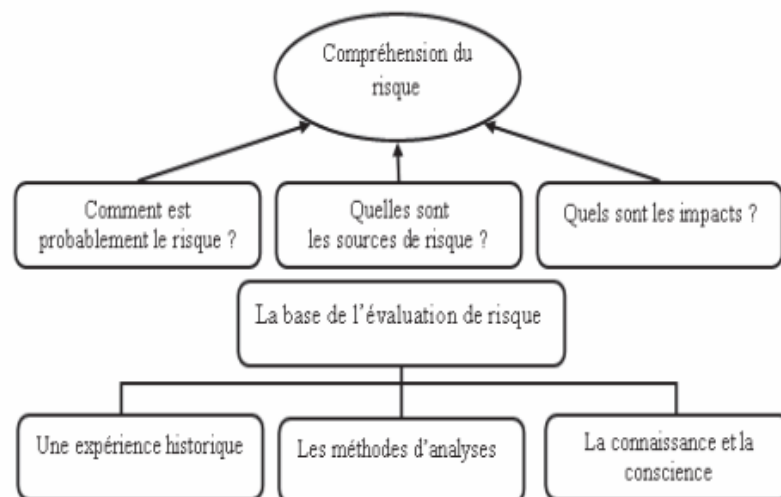 Compréhension du
risque
Comment est
probablement le risque ?
Quelles sont
les sources de risque ?
Quels sont les impacts ?
La base de l'évaluation de risque
Une expérience historique
Les méthodes d'analyses
La connaissance et la
conscience